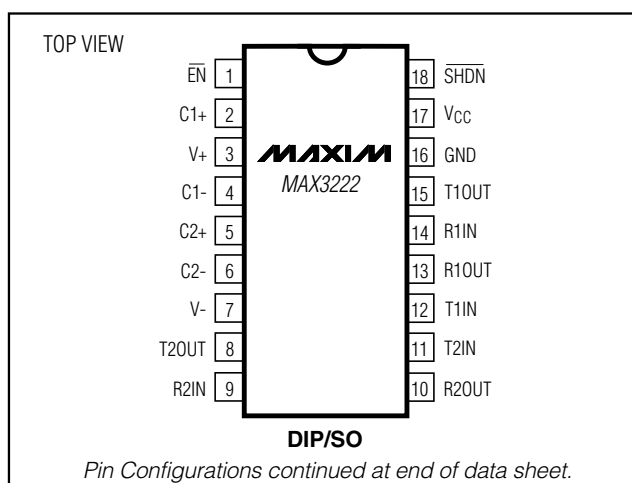 TOP VIEW
EN 1
C1+ 2
V+ 3
C1- 4
C2+ 5
C2- 6
V- 7
T2OUT 8
R2IN 9
MAXIM
MAX3222
18 SHDN
17 VCC
16 GND
15 T1OUT
14 R1IN
13 R1OUT
12 T1IN
11 T2IN
10 R2OUT
DIP/SO
Pin Configurations continued at end of data sheet.